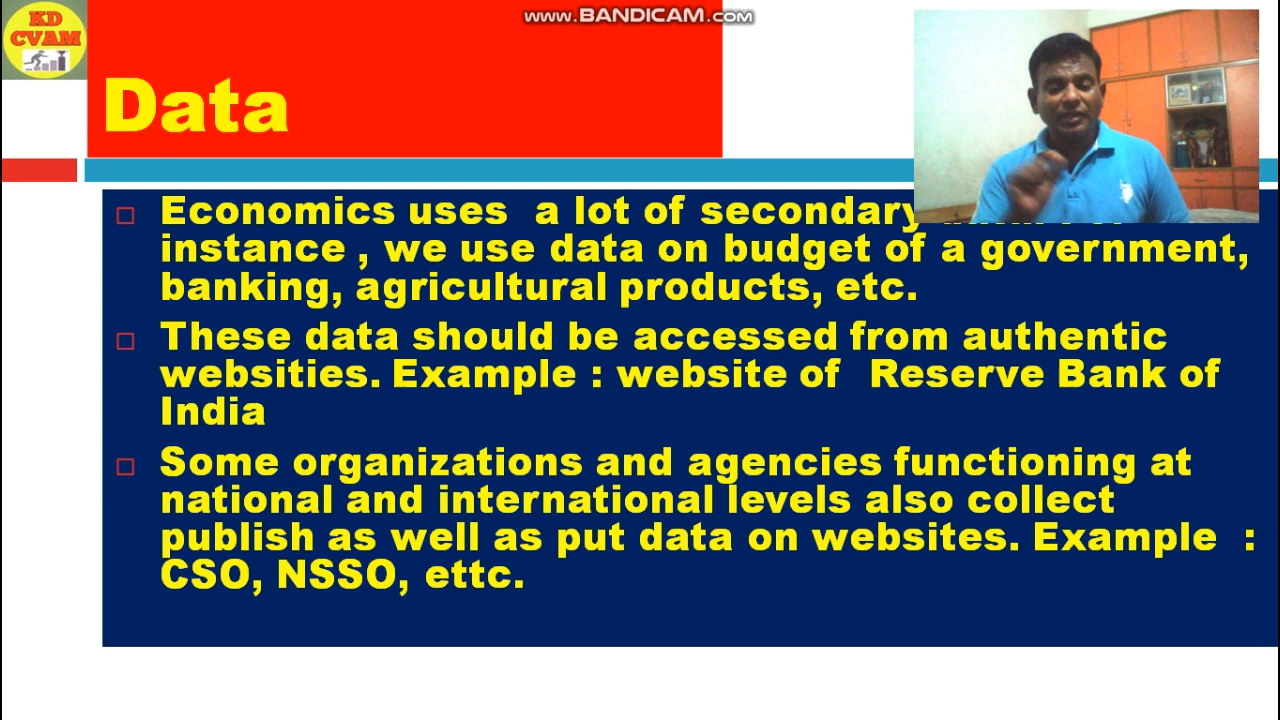 KD
CVAM
www.BANDICAM.com
Data
Economics uses a lot of secondary
instance , we use data on budget of a government,
banking, agricultural products, etc.
These data should be accessed from authentic
websities. Example : website of Reserve Bank of
India
Some organizations and agencies functioning at
national and international levels also collect
publish as well as put data on websites. Example :
CSO, NSSO, ettc.